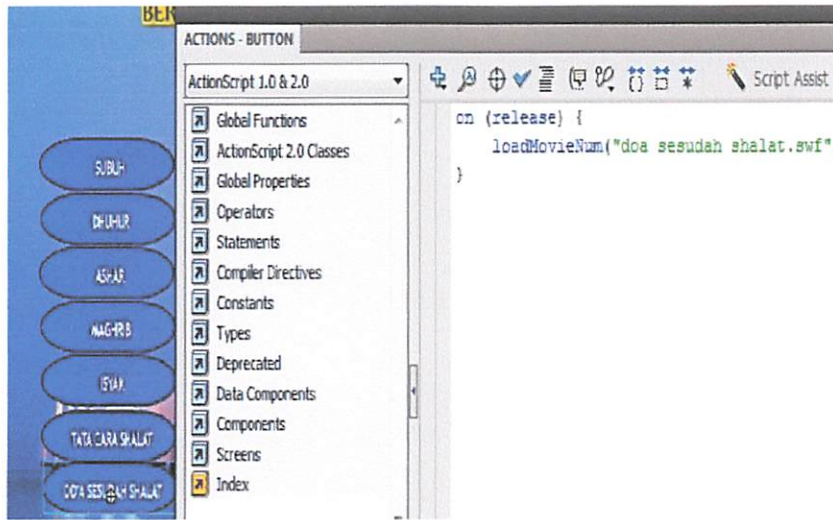 BER
ACTIONS - BUTTON
ActionScript 1.0 & 2.0
Script Assist
Global Functions
ActionScript 2.0 Classes
Global Properties
Operators
Statements
Compiler Directives
Constants
Types
Deprecated
Data Components
Components
Screens
Index
on (release) {
loadMovieNum("doa sesudah shalat.swf"
}
SUBUH
DHUHUR
ASHAR
MAGHRIB
ISYAK
TATA CARA SHALAT
DO'A SESUDAH SHALAT